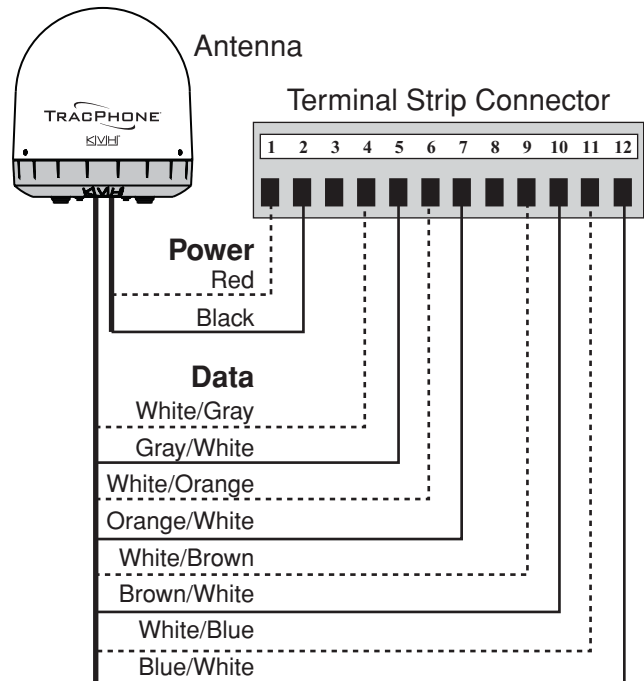 Antenna
TRACPHONE
KVH
KVH
Terminal Strip Connector
1 2 3 4 5 6 7 8 9 10 11 12
Power
Red
Black
Data
White/Gray
Gray/White
White/Orange
Orange/White
White/Brown
Brown/White
White/Blue
Blue/White